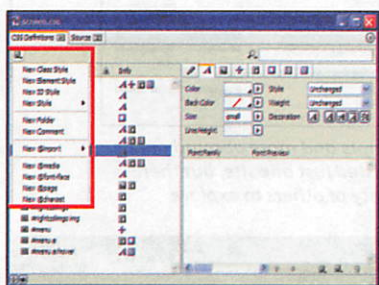 screen.css
CSS Definitions Source
New Class Style
New Element Style
New ID Style
New Style
New Folder
New Comment
New @import
New @media
New @font-face
New @page
New @charset
Info
Color
Style Unchanged
Back Color
Weight Unchanged
Size small
Decoration
Line Height
Font Family Font Preview
#menu
#menu a
#menu a:hover